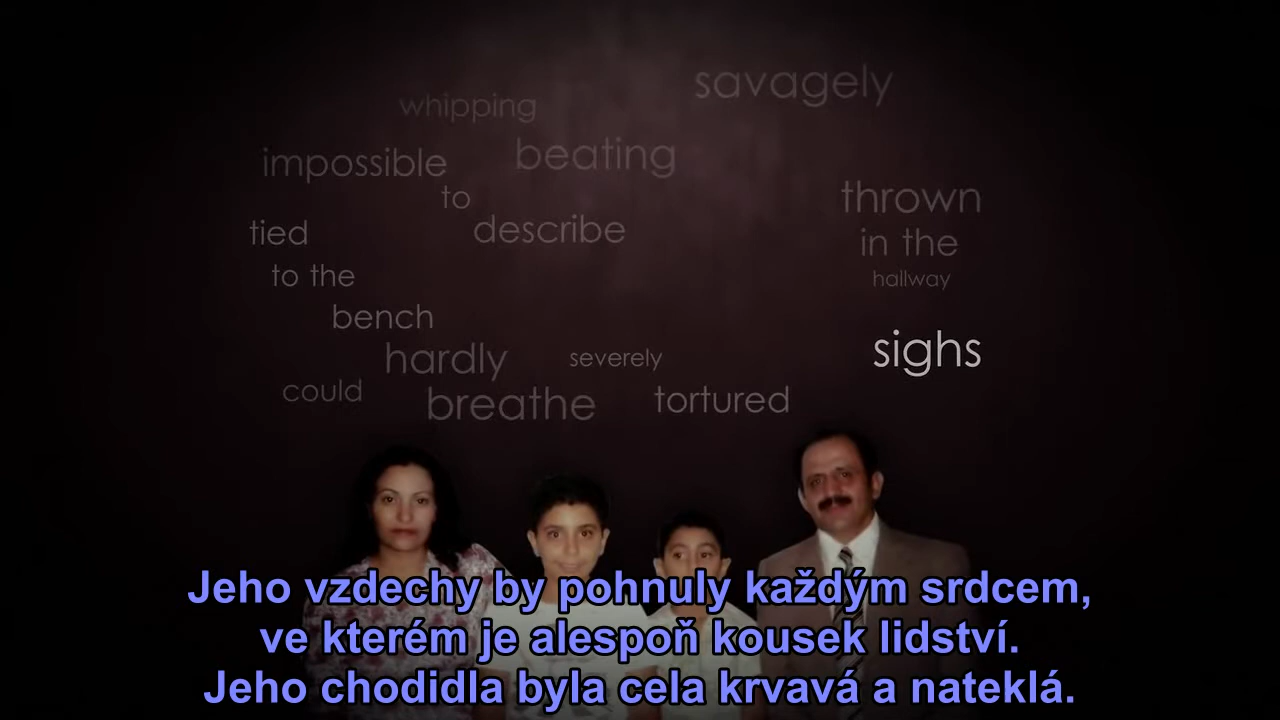 savagely
whipping
impossible
beating
to
describe
thrown
in the
hallway
tied
to the
bench
hardly
severely
sighs
could
breathe
tortured
Jeho vzdechy by pohnuly každým srdcem,
ve kterém je alespoň kousek lidství.
Jeho chodidla byla cela krvavá a nateklá.